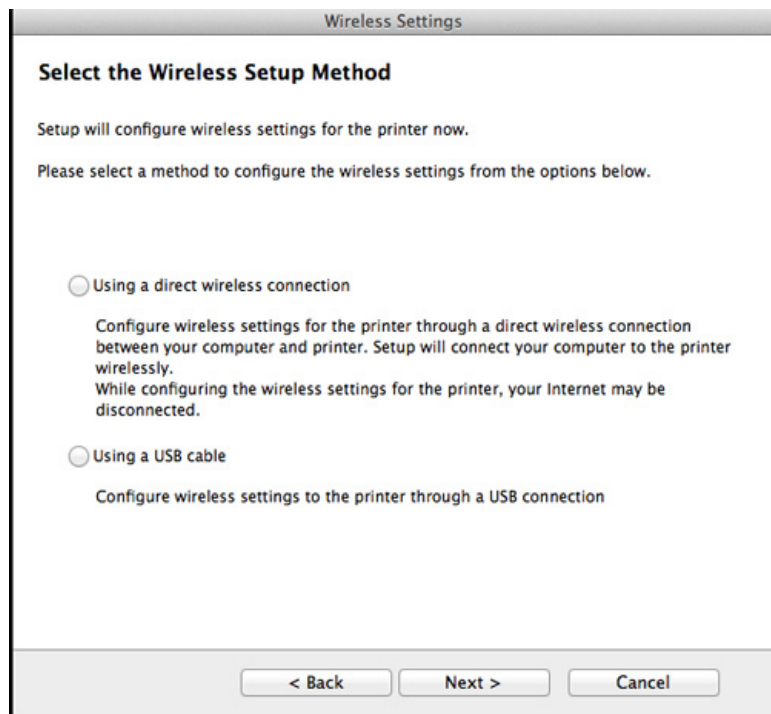 Wireless Settings
Select the Wireless Setup Method
Setup will configure wireless settings for the printer now.
Please select a method to configure the wireless settings from the options below.
Using a direct wireless connection
Configure wireless settings for the printer through a direct wireless connection
between your computer and printer. Setup will connect your computer to the printer
wirelessly.
While configuring the wireless settings for the printer, your Internet may be
disconnected.
Using a USB cable
Configure wireless settings to the printer through a USB connection
< Back
Next >
Cancel